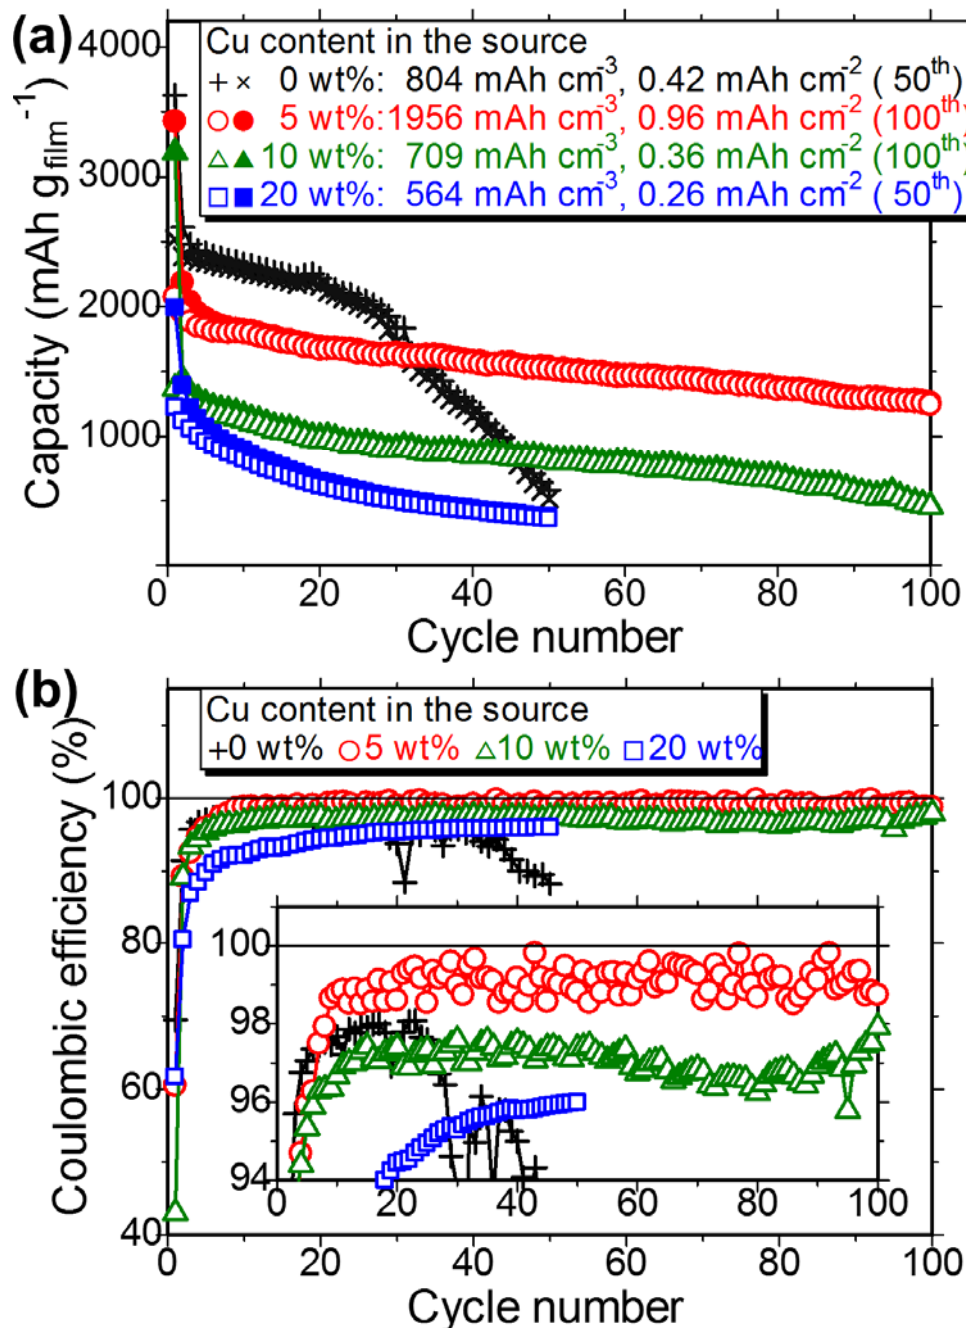 (a)
Cu content in the source
0 wt%: 804 mAh cm-3, 0.42 mAh cm-2 ( 50th)
5 wt%: 1956 mAh cm-3, 0.96 mAh cm-2 (100th)
10 wt%: 709 mAh cm-3, 0.36 mAh cm-2 (100th)
20 wt%: 564 mAh cm-3, 0.26 mAh cm-2 ( 50th)
Capacity (mAh gfilm-1)
4000
3000
2000
1000
0 20 40 60 80 100
Cycle number
(b)
Cu content in the source
0 wt% 5 wt% 10 wt% 20 wt%
Coulombic efficiency (%)
100
80
60
40
100
98
96
94
0 20 40 60 80 100
0 20 40 60 80 100
Cycle number